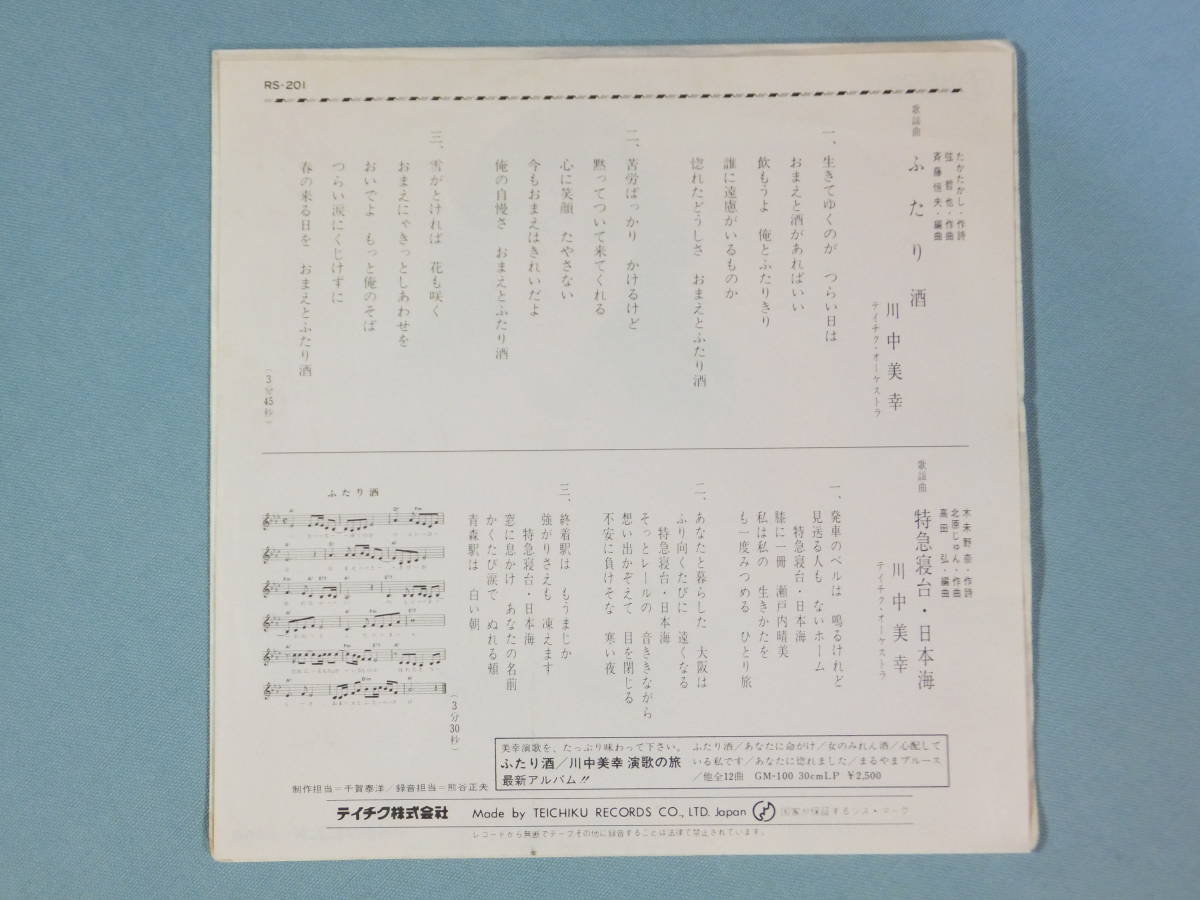 RS-201
歌謡曲
ふたり酒
たかたかし・作詩
弦哲也・作曲
斉藤恒夫・編曲
川中美幸
テイチク・オーケストラ
一、生きてゆくのが つらい日は
おまえと酒があればいい
飲もうよ 俺とふたりきり
誰に遠慮がいるものか
惚れたどうしさ おまえとふたり酒
二、苦労ばっかり かけるけど
黙ってついて来てくれる
心に笑顔 たやさない
今もおまえはきれいだよ
俺の自慢さ おまえとふたり酒
三、雪がとければ 花も咲く
おまえにゃきっとしあわせを
おいでよ もっと俺のそば
つらい涙にくじけずに
春の来る日を おまえとふたり酒
(3分45秒)
歌謡曲
特急寝台・日本海
木未野奈・作詩
北原じゅん・作曲
高田弘・編曲
川中美幸
テイチク・オーケストラ
一、発車のベルは 鳴るけれど
見送る人も ないホーム
特急寝台・日本海
膝に一冊 瀬戸内晴美
私は私の 生きかたを
も一度みつめる ひとり旅
二、あなたと暮らした 大阪は
ふり向くたびに 遠くなる
特急寝台・日本海
そっとレールの 音ききながら
想い出かぞえて 目を閉じる
不安に負けそな 寒い夜
三、終着駅は もうまじか
強がりさえも 凍えます
特急寝台・日本海
窓に息かけ あなたの名前
かくたび涙で ぬれる頬
青森駅は 白い朝
(3分30秒)
ふたり酒
美幸演歌を、たっぷり味わって下さい。
ふたり酒/川中美幸 演歌の旅
最新アルバム!!
ふたり酒/あなたに命がけ/女のみれん酒/心配して
いる私です/あなたに惚れました/まるやまブルース
/他全12曲 GM-100 30cmLP ¥2,500
制作担当=千賀泰洋/録音担当=熊谷正夫
テイチク株式会社 Made by TEICHIKU RECORDS CO., LTD. Japan
レコードから無断でテープその他に録音することは法律で禁止されています。